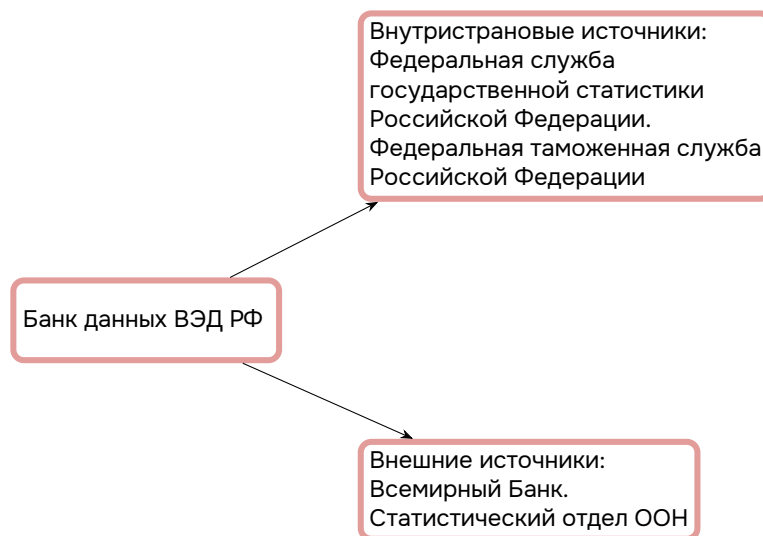 Внутристрановые источники:
Федеральная служба
государственной статистики
Российской Федерации.
Федеральная таможенная служба
Российской Федерации
Банк данных ВЭД РФ
Внешние источники:
Всемирный Банк.
Статистический отдел ООН